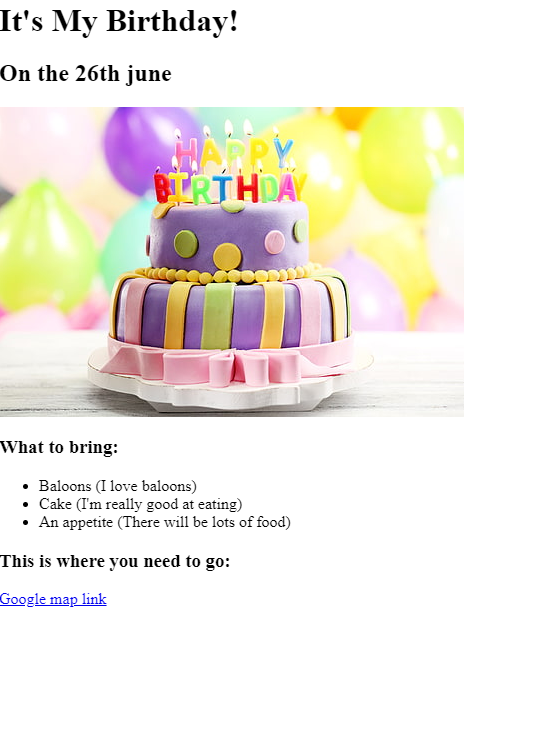 It's My Birthday!
On the 26th june
HAPPY
BIRTHDAY
What to bring:
Baloons (I love baloons)
Cake (I'm really good at eating)
An appetite (There will be lots of food)
This is where you need to go:
Google map link